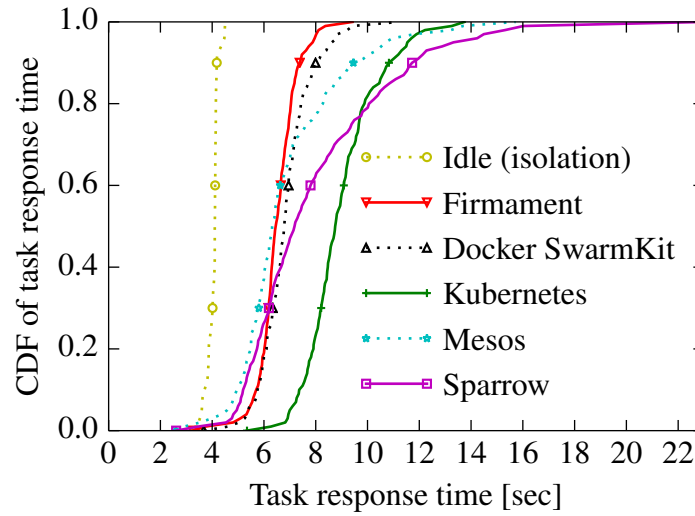 CDF of task response time
1.0
0.8
0.6
0.4
0.2
0.0
Idle (isolation)
Firmament
Docker SwarmKit
Kubernetes
Mesos
Sparrow
0 2 4 6 8 10 12 14 16 18 20 22
Task response time [sec]